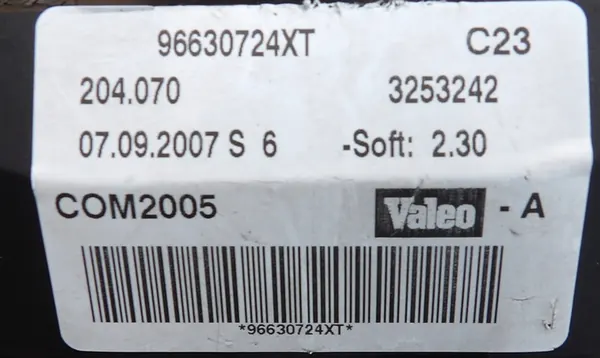 96630724XT C23
204.070 3253242
07.09.2007 S 6 -Soft: 2.30
COM2005 Valeo - A
*96630724XT*